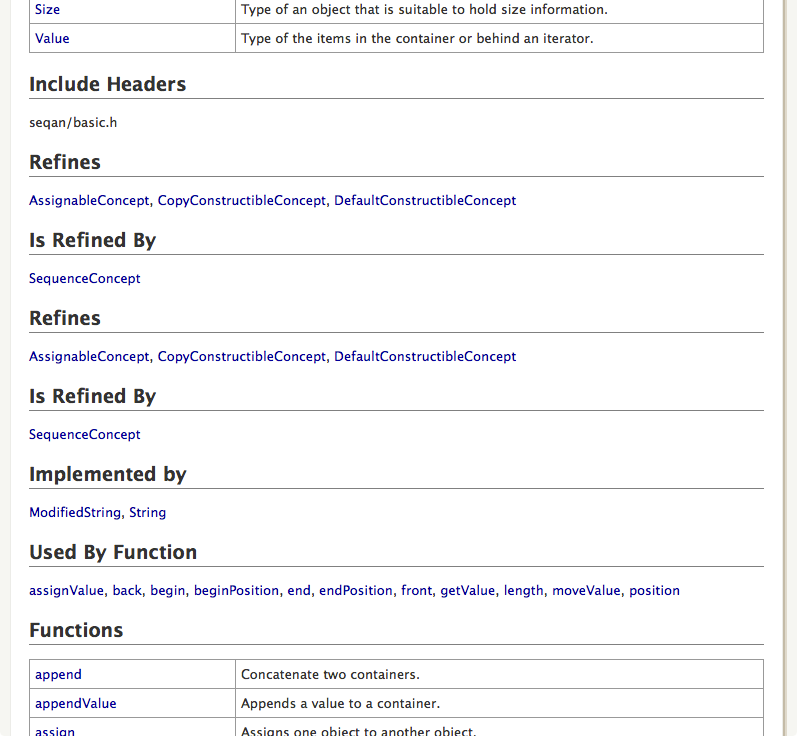 Size Type of an object that is suitable to hold size information.
Value Type of the items in the container or behind an iterator.
Include Headers
seqan/basic.h
Refines
AssignableConcept, CopyConstructibleConcept, DefaultConstructibleConcept
Is Refined By
SequenceConcept
Refines
AssignableConcept, CopyConstructibleConcept, DefaultConstructibleConcept
Is Refined By
SequenceConcept
Implemented by
ModifiedString, String
Used By Function
assignValue, back, begin, beginPosition, end, endPosition, front, getValue, length, moveValue, position
Functions
append Concatenate two containers.
appendValue Appends a value to a container.
assign Assigns one object to another object.